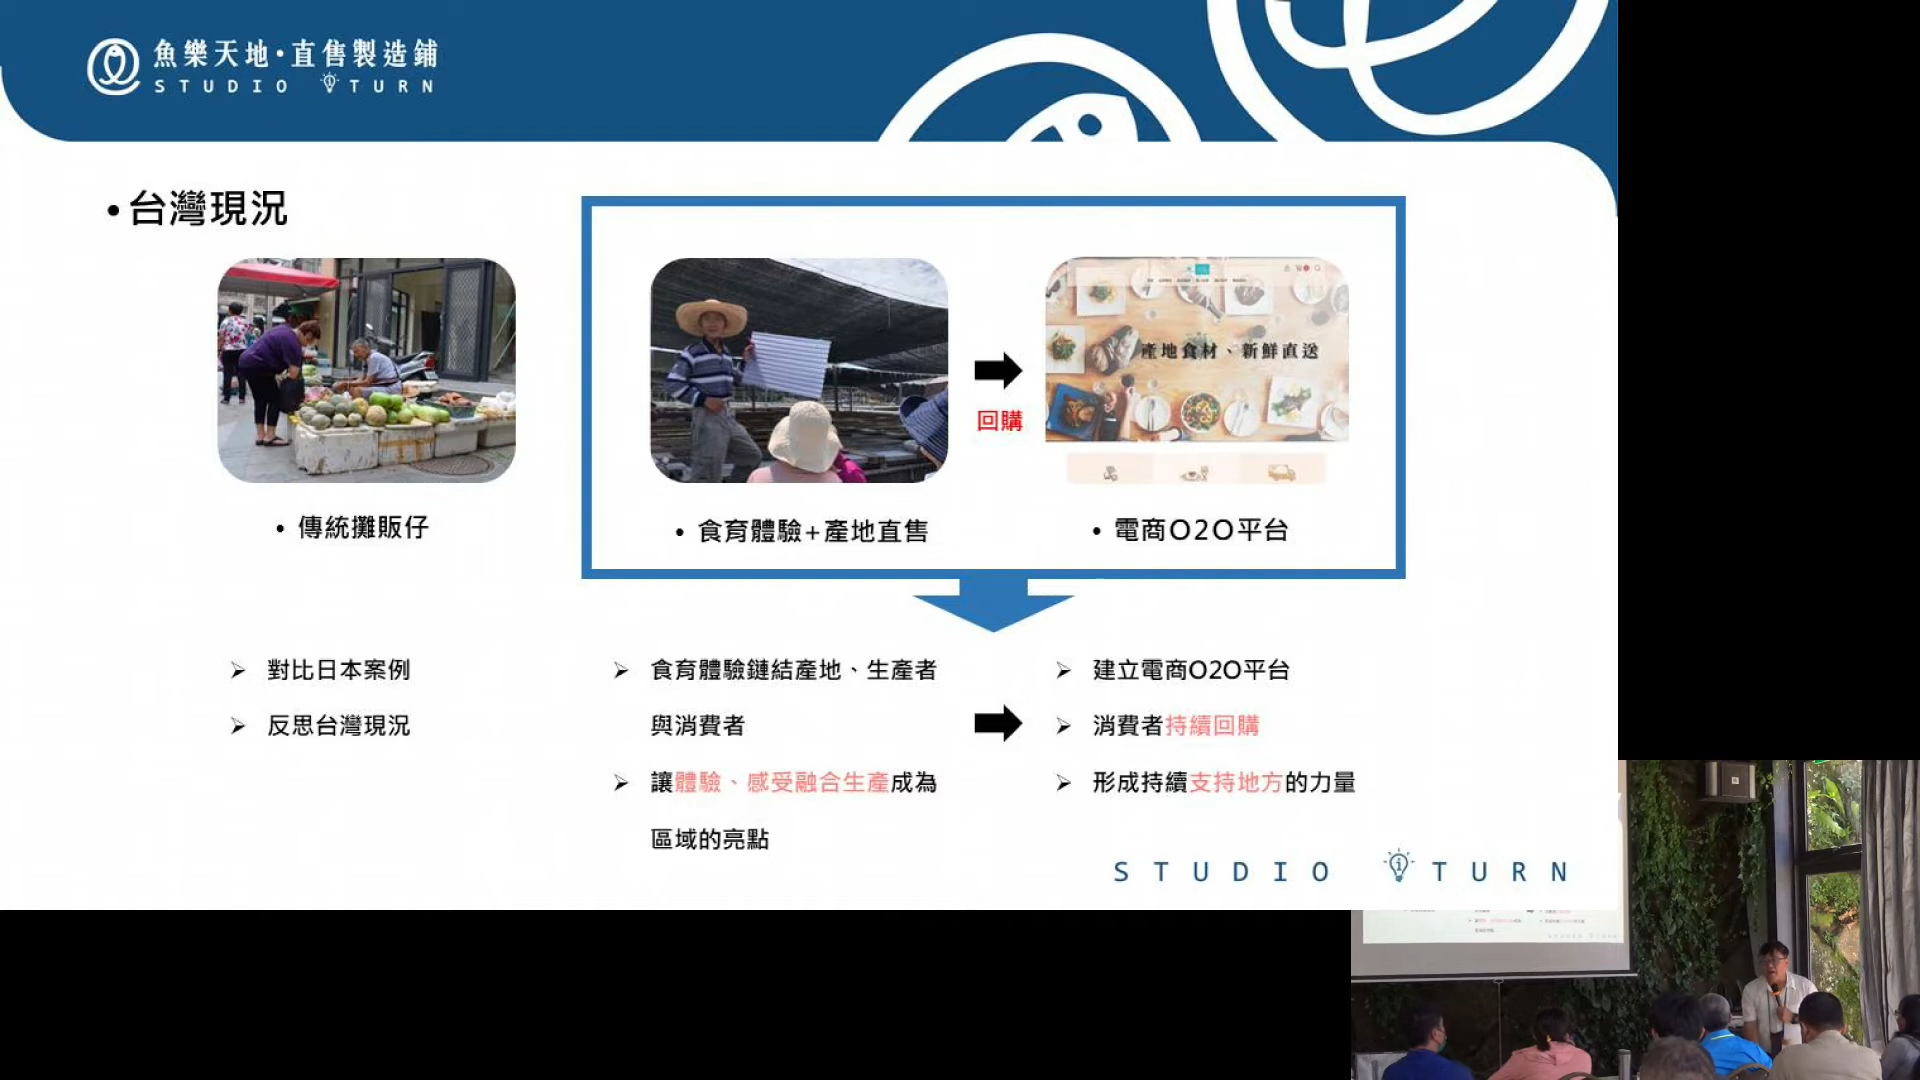 魚樂天地•直售製造鋪
STUDIO TURN
•台灣現況
產地食材、新鮮直送
回購
• 傳統攤販仔
• 食育體驗+產地直售
• 電商O2O平台
➢ 對比日本案例
➢ 反思台灣現況
➢ 食育體驗鏈結產地、生產者
與消費者
➢ 讓體驗、感受融合生產成為
區域的亮點
➢ 建立電商O2O平台
➢ 消費者持續回購
➢ 形成持續支持地方的力量
STUDIO TURN